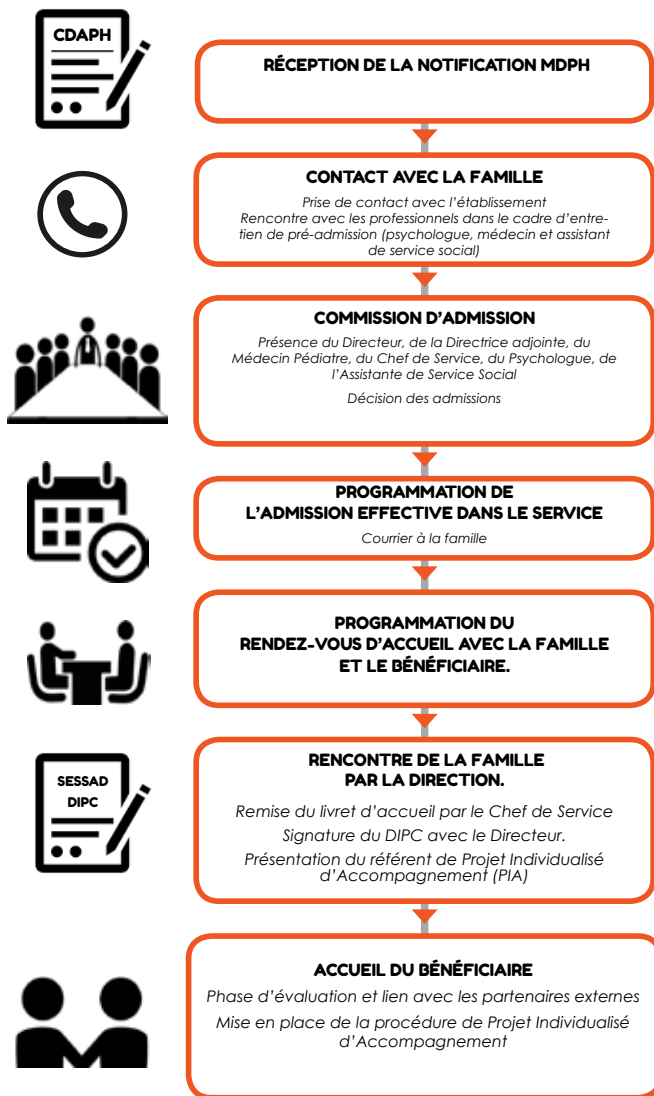 CDAPH
RÉCEPTION DE LA NOTIFICATION MDPH
CONTACT AVEC LA FAMILLE
Prise de contact avec l'établissement
Rencontre avec les professionnels dans le cadre d'entre-
tien de pré-admission (psychologue, médecin et assistant
de service social)
COMMISSION D'ADMISSION
Présence du Directeur, de la Directrice adjointe, du
Médecin Pédiatre, du Chef de Service, du Psychologue, de
l'Assistante de Service Social
Décision des admissions
PROGRAMMATION DE
L'ADMISSION EFFECTIVE DANS LE SERVICE
Courrier à la famille
PROGRAMMATION DU
RENDEZ-VOUS D'ACCUEIL AVEC LA FAMILLE
ET LE BÉNÉFICIAIRE.
SESSAD
DIPC
RENCONTRE DE LA FAMILLE
PAR LA DIRECTION.
Remise du livret d'accueil par le Chef de Service
Signature du DIPC avec le Directeur.
Présentation du référent de Projet Individualisé
d'Accompagnement (PIA)
ACCUEIL DU BÉNÉFICIAIRE
Phase d'évaluation et lien avec les partenaires externes
Mise en place de la procédure de Projet Individualisé
d'Accompagnement